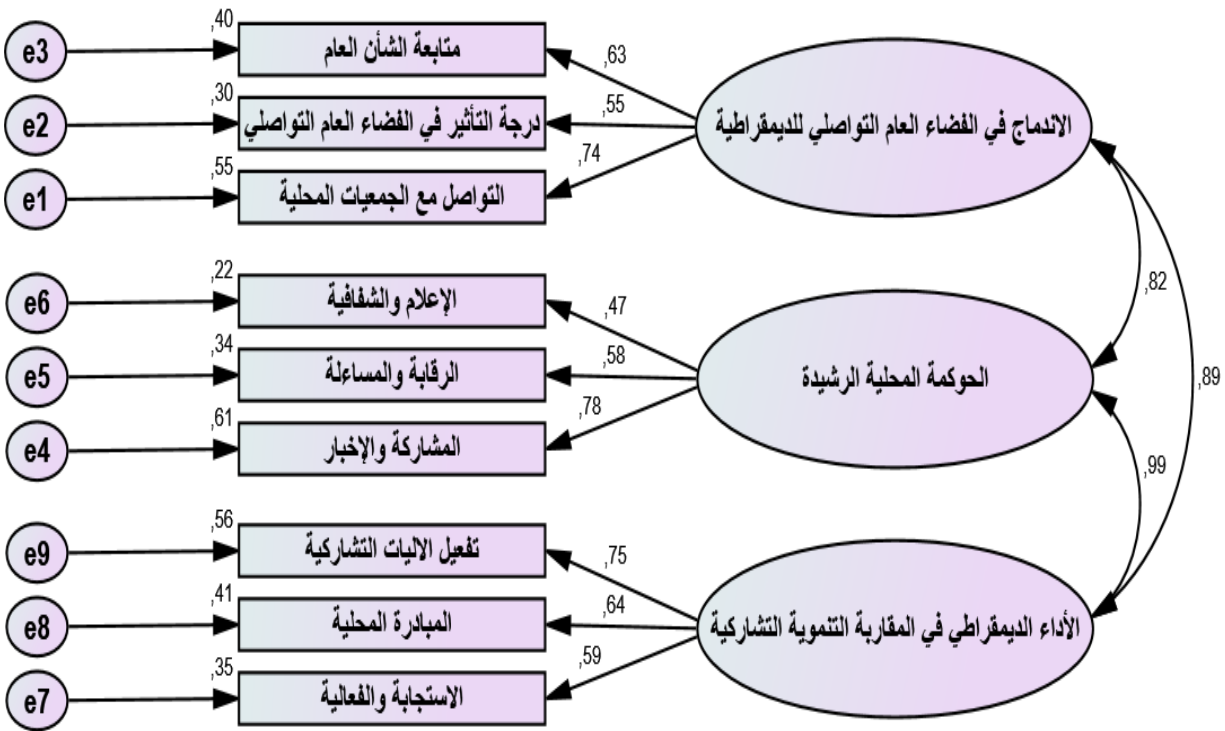 ,40
e3
متابعة الشأن العام
,63
,30
e2
درجة التأثير في الفضاء العام التواصلي
,55
الاندماج في الفضاء العام التواصلي للديمقراطية
,55
e1
التواصل مع الجمعيات المحلية
,74
,82
,22
e6
الإعلام والشفافية
,47
,34
e5
الرقابة والمساءلة
,58
الحوكمة المحلية الرشيدة
,89
,61
e4
المشاركة والإخبار
,78
,99
,56
e9
تفعيل الاليات التشاركية
,75
,41
e8
المبادرة المحلية
,64
الأداء الديمقراطي في المقاربة التنموية التشاركية
,35
e7
الاستجابة والفعالية
,59